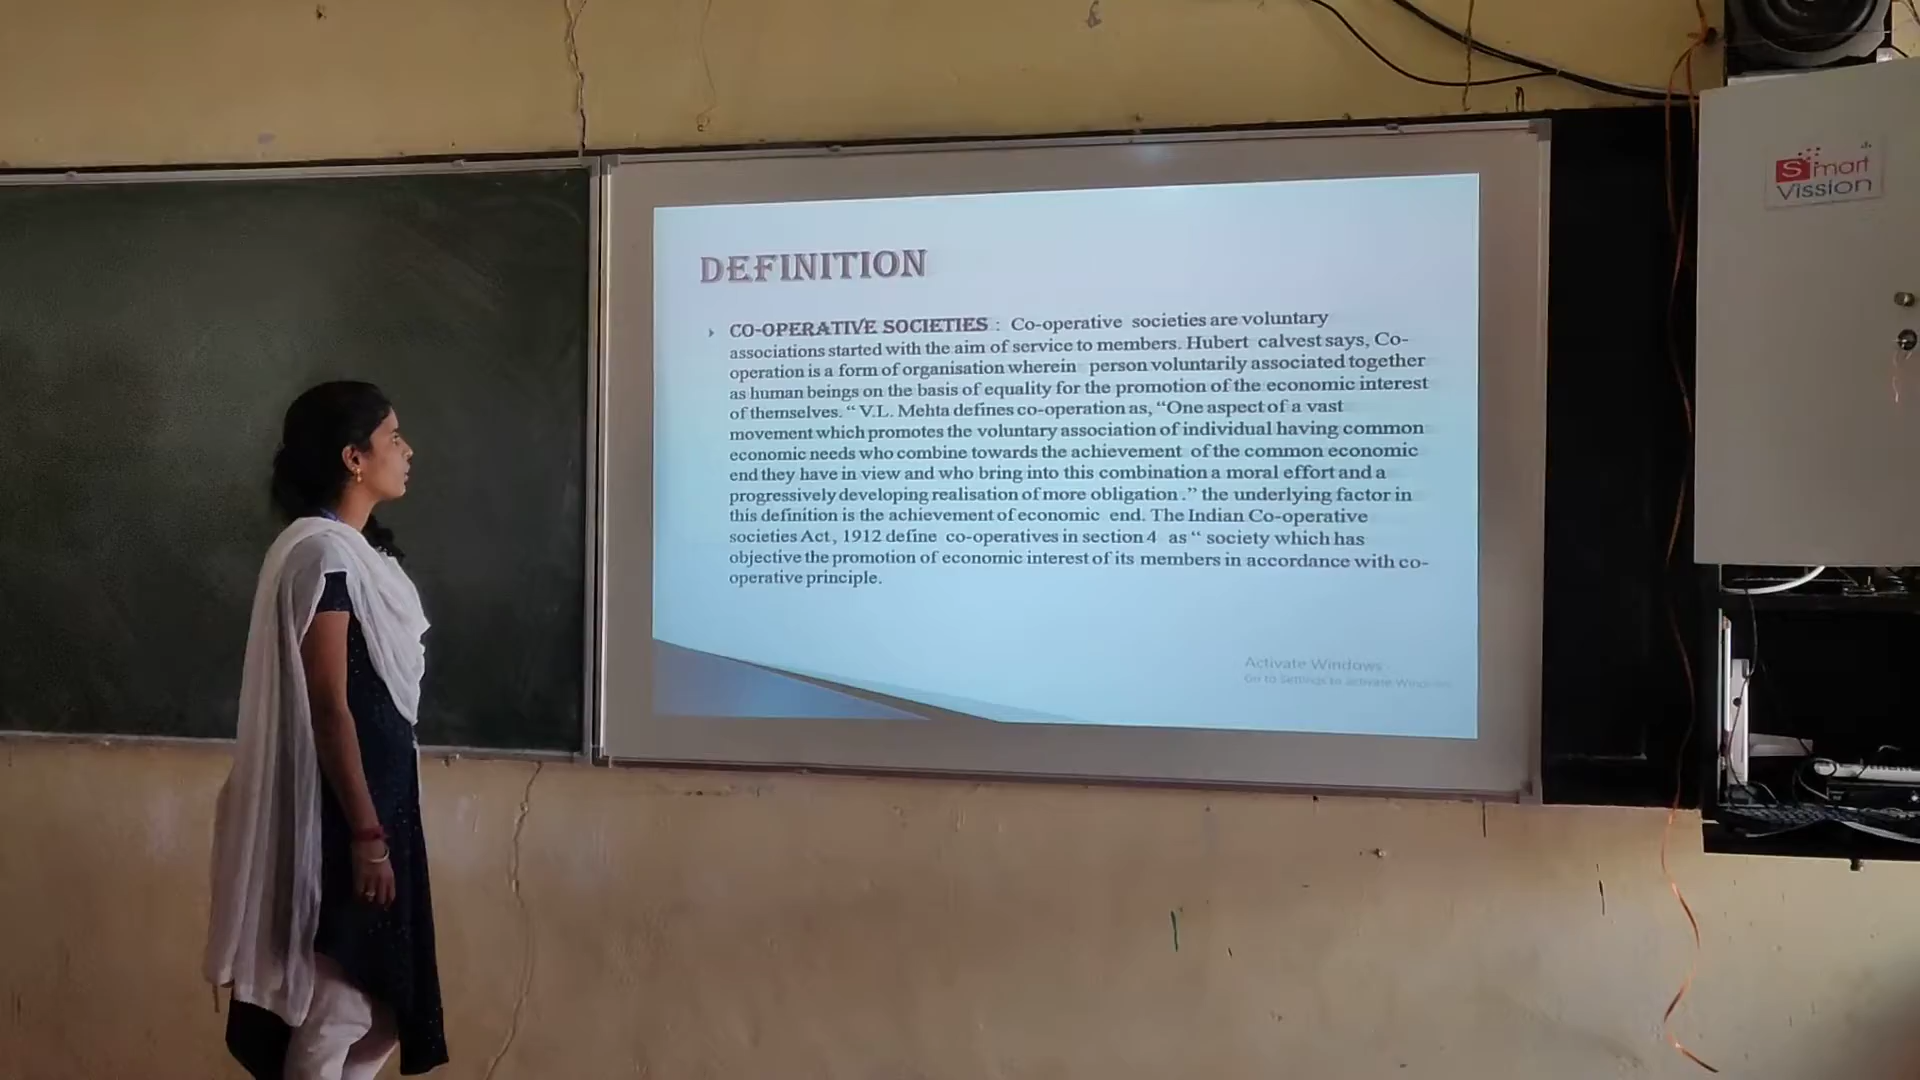 DEFINITION
CO-OPERATIVE SOCIETIES : Co-operative societies are voluntary
associations started with the aim of service to members. Hubert calvest says, Co-
operation is a form of organisation wherein person voluntarily associated together
as human beings on the basis of equality for the promotion of the economic interest
of themselves. “ V.L. Mehta defines co-operation as, “One aspect of a vast
movement which promotes the voluntary association of individual having common
economic needs who combine towards the achievement of the common economic
end they have in view and who bring into this combination a moral effort and a
progressively developing realisation of more obligation .” the underlying factor in
this definition is the achievement of economic end. The Indian Co-operative
societies Act , 1912 define co-operatives in section 4 as “ society which has
objective the promotion of economic interest of its members in accordance with co-
operative principle.
Activate Windows
Go to Settings to activate Windows
Smart
Vission